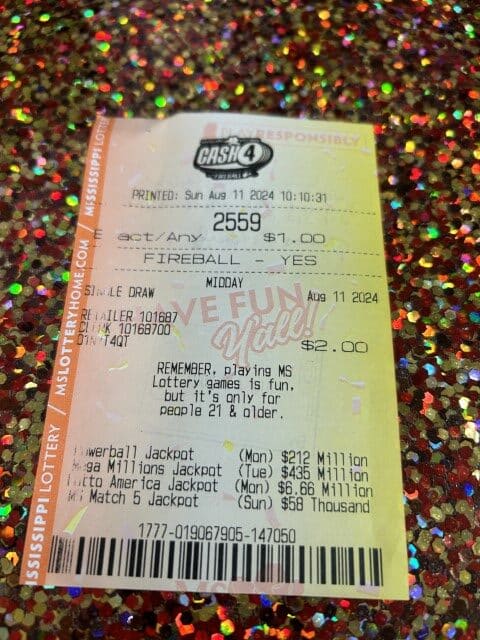 PLAY RESPONSIBLY
CASH 4
FIREBALL
PRINTED: Sun Aug 11 2024 10:10:31
2559
E act/Any $1.00
FIREBALL - YES
MIDDAY
SINGLE DRAW Aug 11 2024
RETAILER 101687
CLERK 10168700
HAVE FUN
Y'all!
$2.00
REMEMBER, playing MS
Lottery games is fun,
but it's only for
people 21 & older.
Powerball Jackpot (Mon) $212 Million
Mega Millions Jackpot (Tue) $435 Million
Lotto America Jackpot (Mon) $6.66 Million
MS Match 5 Jackpot (Sun) $58 Thousand
1777-019067905-147050
MISSISSIPPI LOTTERY / MSLOTTERYHOME.COM / MISSISSIPPI LOTTE